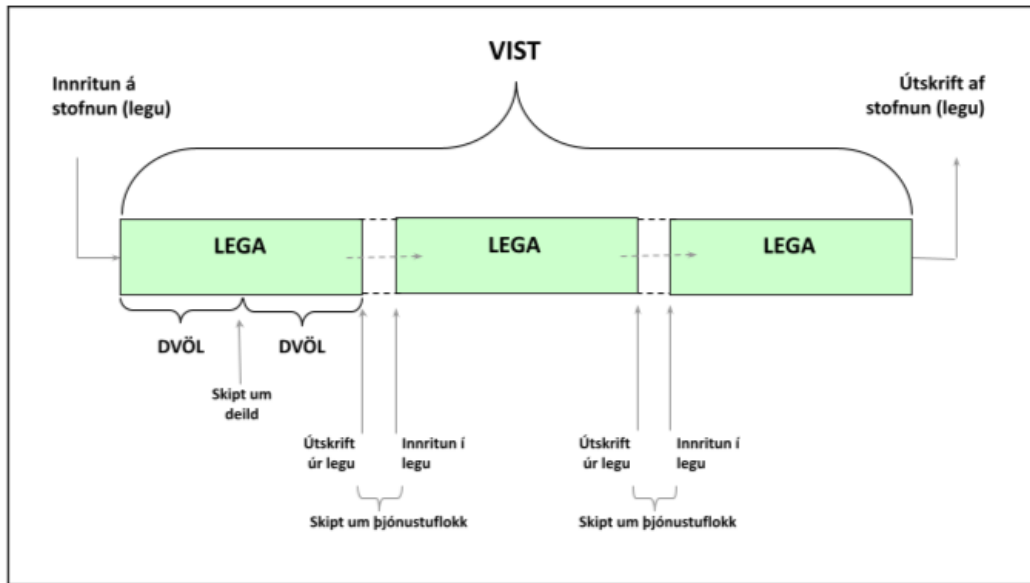 VIST
Innritun á
stofnun (legu)
Útskrift af
stofnun (legu)
LEGA
LEGA
LEGA
DVÖL
DVÖL
Skipt um
deild
Útskrift
úr legu
Innritun í
legu
Útskrift
úr legu
Innritun í
legu
Skipt um þjónustuflokk
Skipt um þjónustuflokk